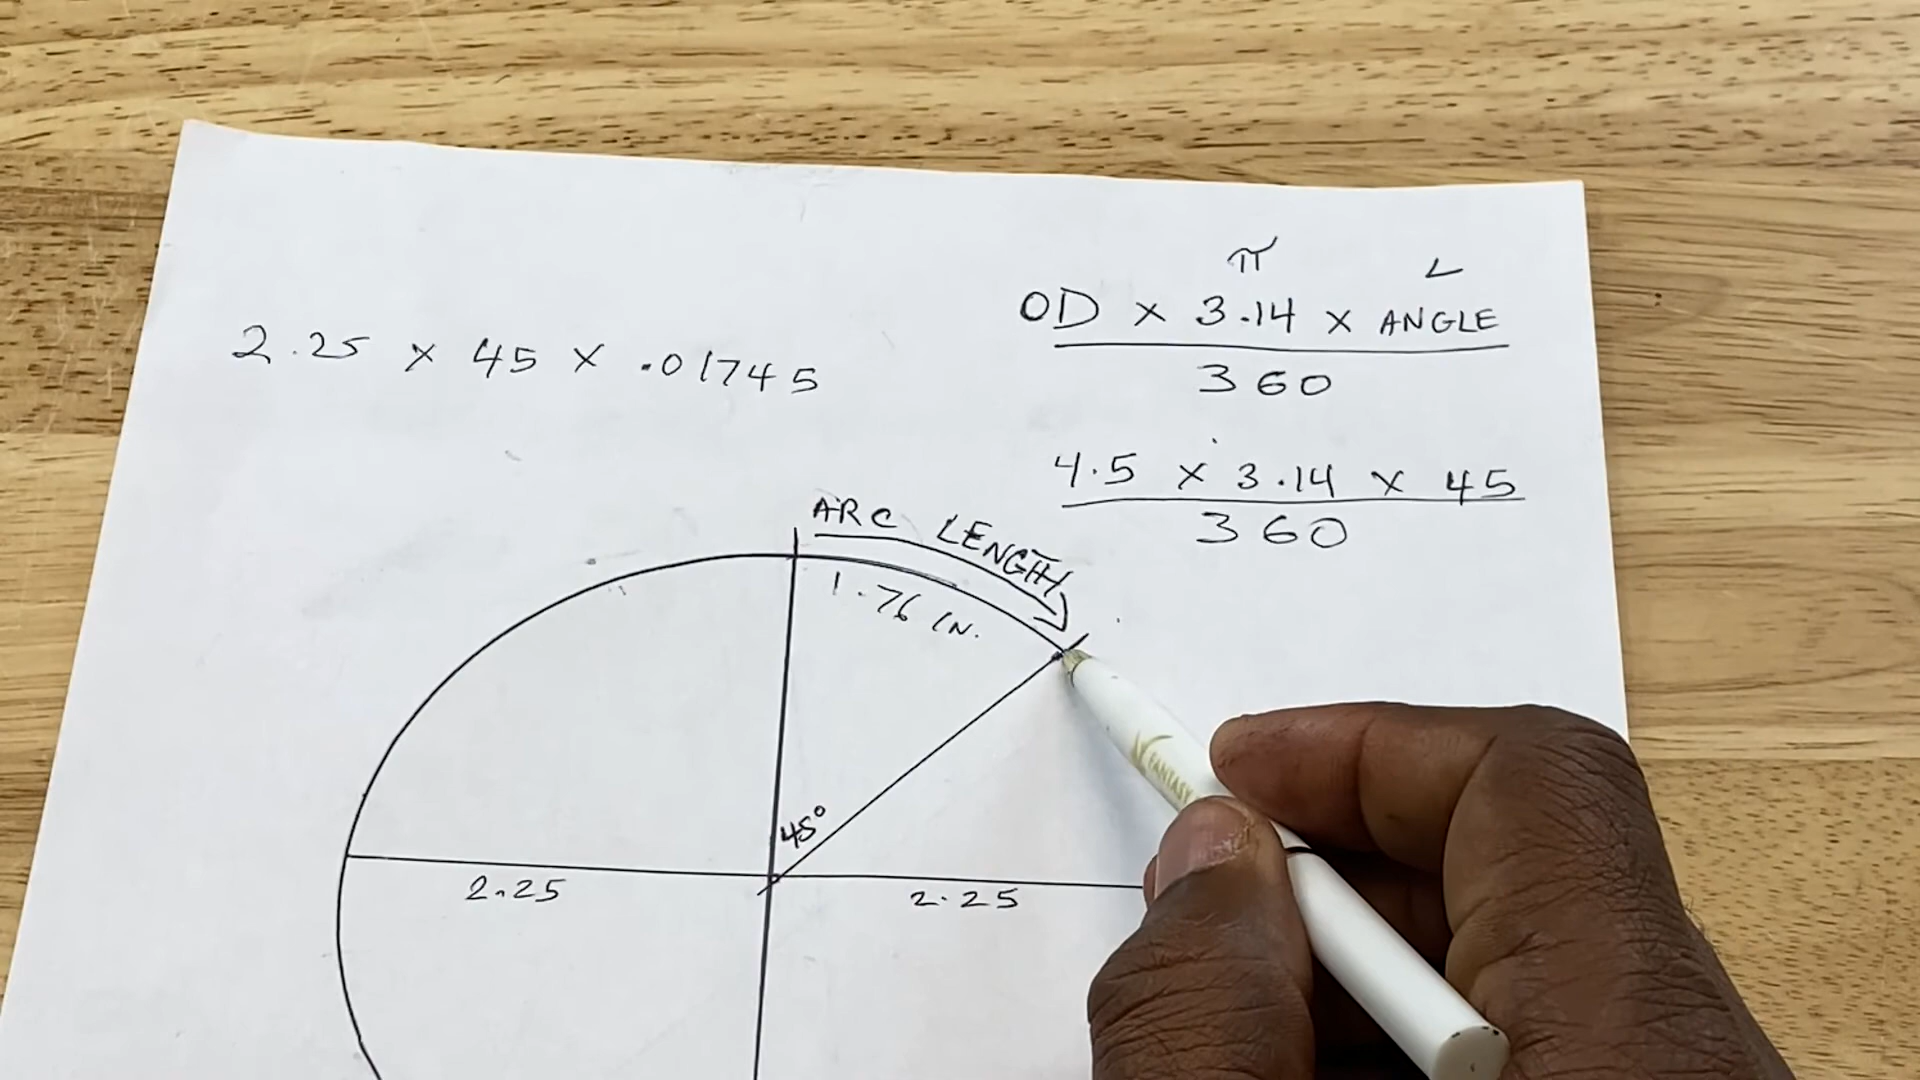 2.25 x 45 x .01745
π L
OD x 3.14 x ANGLE
360
4.5 x 3.14 x 45
360
ARC LENGTH
1.76 IN.
45°
2.25 2.25
FANTASY